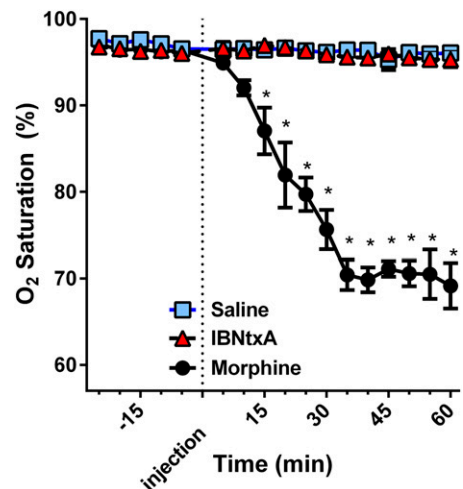 100
90
80
70
60
O2 Saturation (%)
* * * * * * * * * *
Saline
IBNtxA
Morphine
-15
injection
15
30
45
60
Time (min)